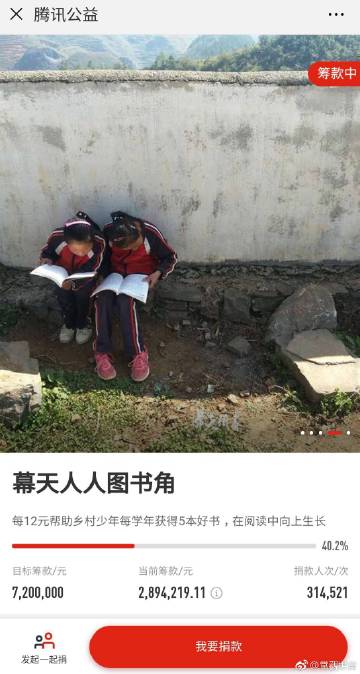 腾讯公益
筹款中
幕天人人图书角
每12元帮助乡村少年每学年获得5本好书，在阅读中向上生长
40.2%
目标筹款/元 当前筹款/元 捐款人次/次
7,200,000 2,894,219.11 314,521
发起一起捐
我要捐款